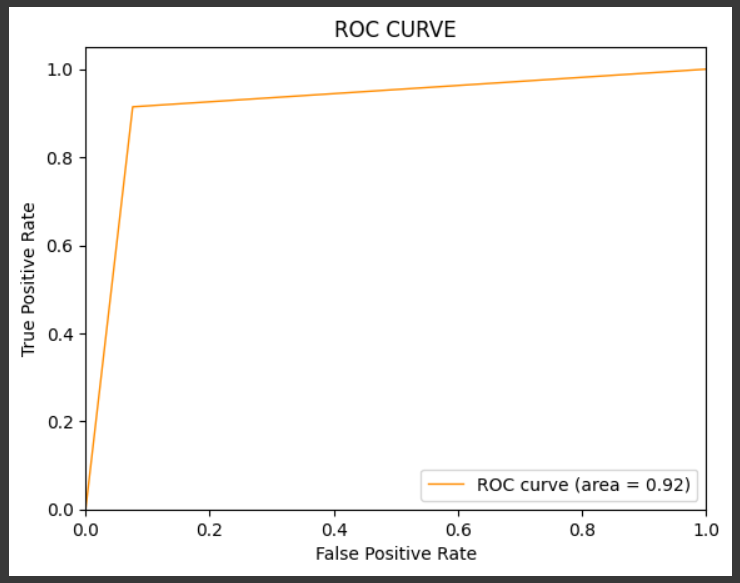 ROC CURVE
1.0
0.8
0.6
0.4
0.2
0.0
True Positive Rate
ROC curve (area = 0.92)
0.0 0.2 0.4 0.6 0.8 1.0
False Positive Rate